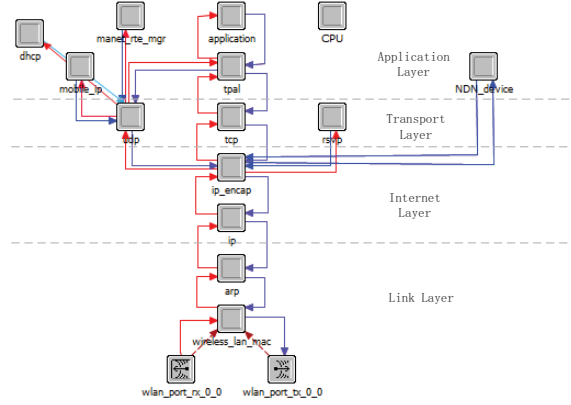 manet_rte_mgr
application
CPU
dhcp
mobile_ip
tpal
Application
Layer
NDN_device
udp
tcp
rsvp
Transport
Layer
ip_encap
Internet
Layer
ip
arp
Link Layer
wireless_lan_mac
wlan_port_rx_0_0
wlan_port_tx_0_0